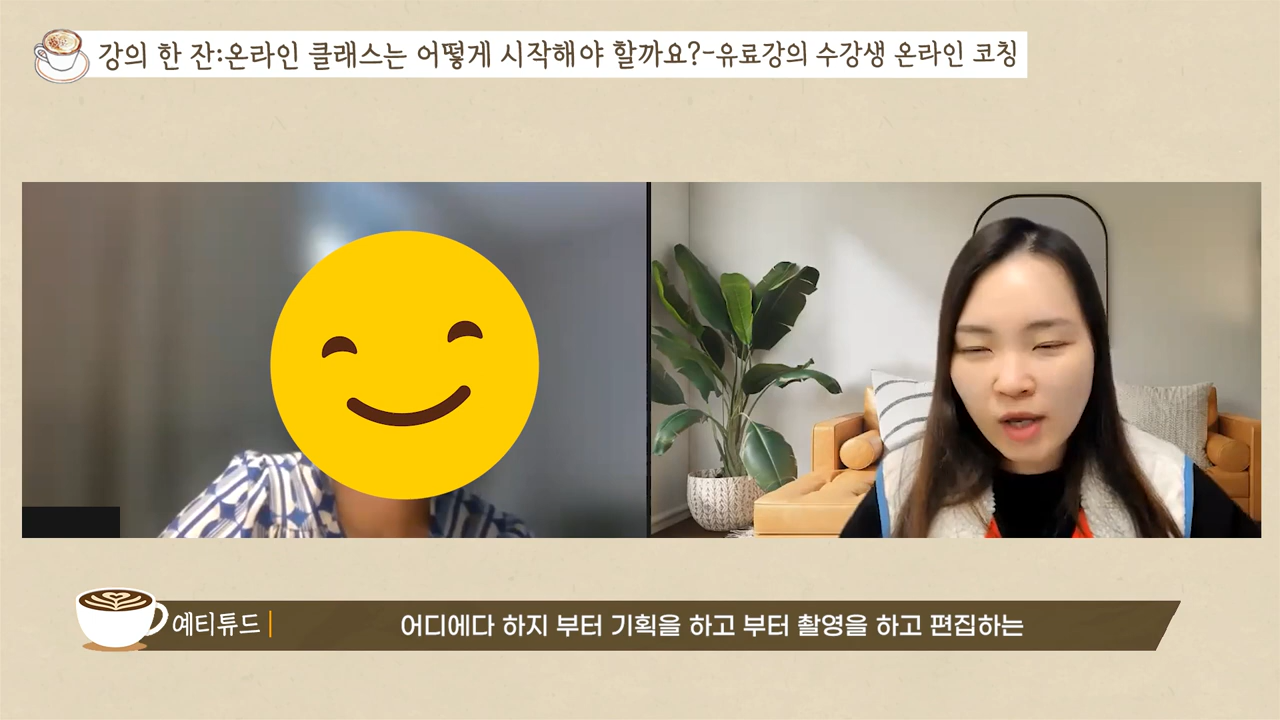 강의 한 잔:온라인 클래스는 어떻게 시작해야 할까요?-유료강의 수강생 온라인 코칭
예티튜드
어디에다 하지 부터 기획을 하고 부터 촬영을 하고 편집하는